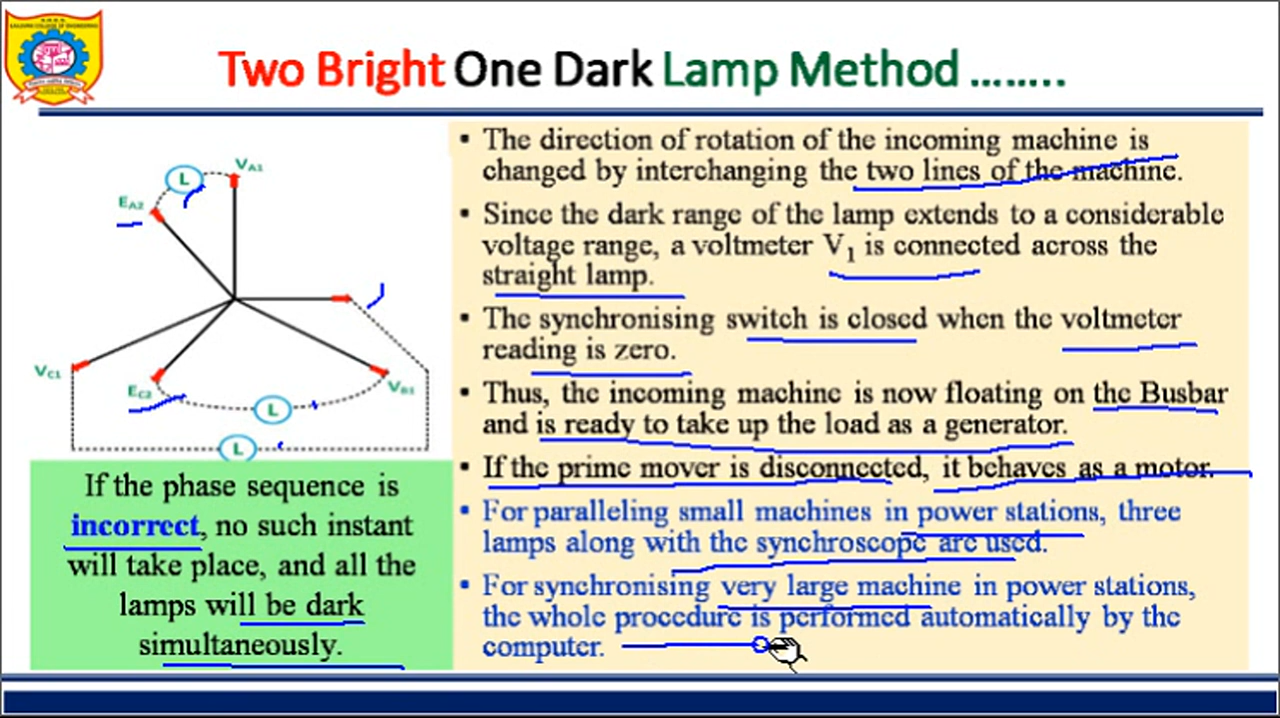 Two Bright One Dark Lamp Method ........
L
VA1
EA2
VC1
EC2
L
VB1
L
If the phase sequence is
incorrect, no such instant
will take place, and all the
lamps will be dark
simultaneously.
▪ The direction of rotation of the incoming machine is
changed by interchanging the two lines of the machine.
▪ Since the dark range of the lamp extends to a considerable
voltage range, a voltmeter V1 is connected across the
straight lamp.
▪ The synchronising switch is closed when the voltmeter
reading is zero.
▪ Thus, the incoming machine is now floating on the Busbar
and is ready to take up the load as a generator.
▪ If the prime mover is disconnected, it behaves as a motor.
▪ For paralleling small machines in power stations, three
lamps along with the synchroscope are used.
▪ For synchronising very large machine in power stations,
the whole procedure is performed automatically by the
computer.